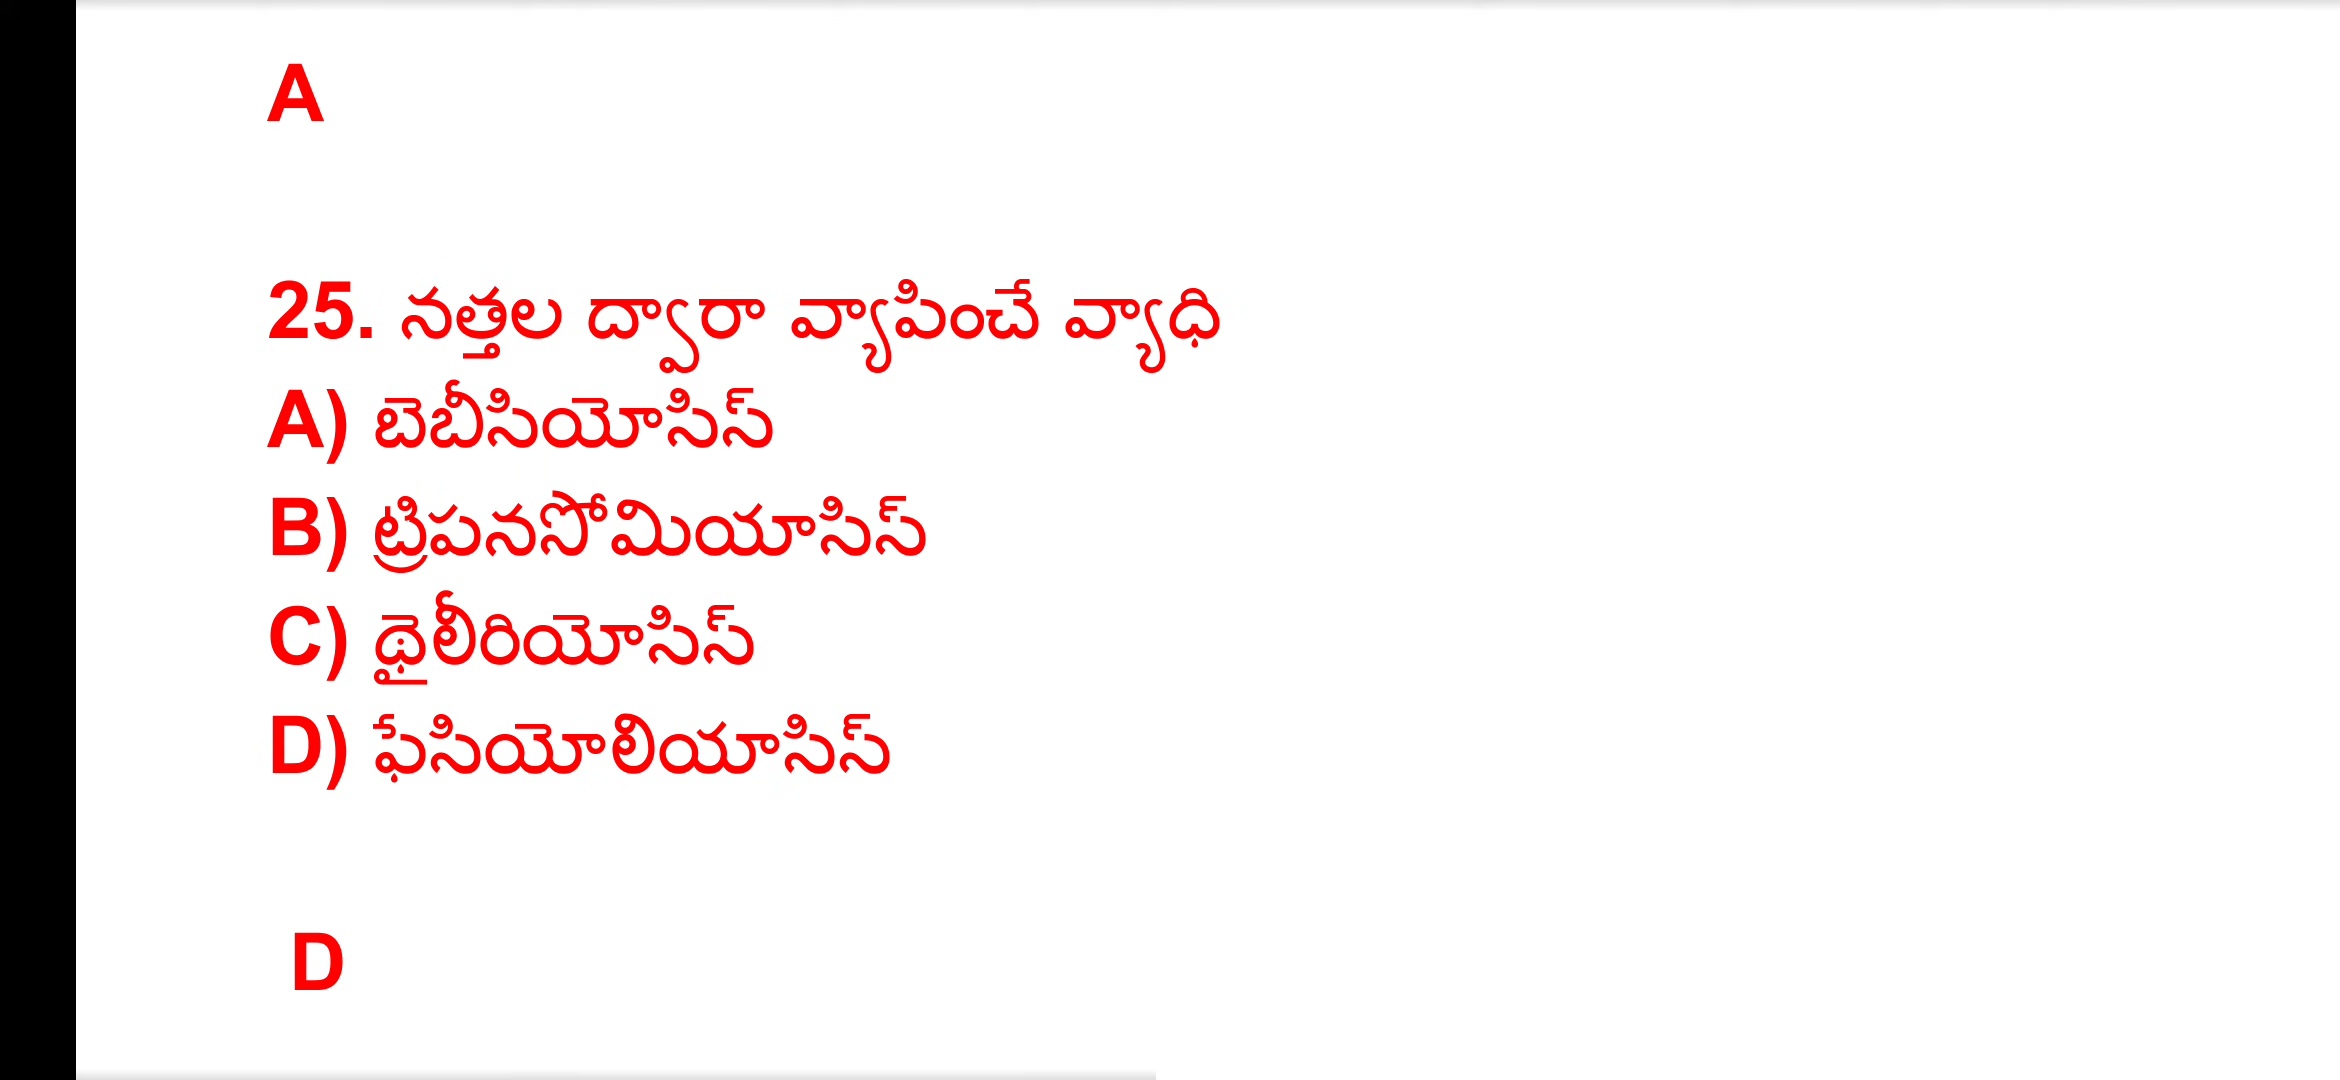 A
25. నత్తల ద్వారా వ్యాపించే వ్యాధి
A) బెబీసియోసిస్
B) ట్రిపనసోమియాసిస్
C) థైలీరియోసిస్
D) ఫేసియోలియాసిస్
D